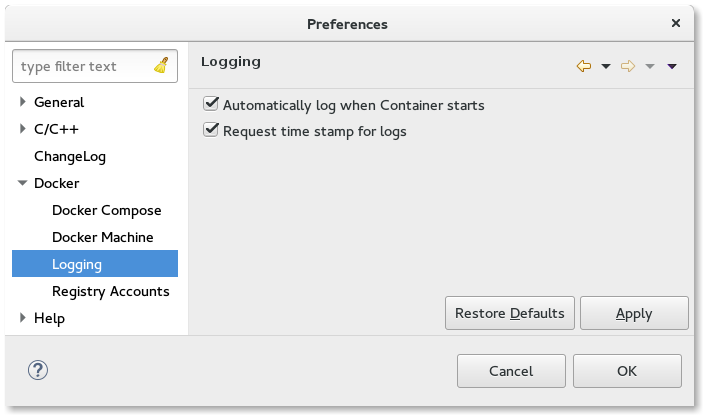 Preferences
type filter text
General
C/C++
ChangeLog
Docker
Docker Compose
Docker Machine
Logging
Registry Accounts
Help
Logging
Automatically log when Container starts
Request time stamp for logs
Restore Defaults
Apply
?
Cancel
OK